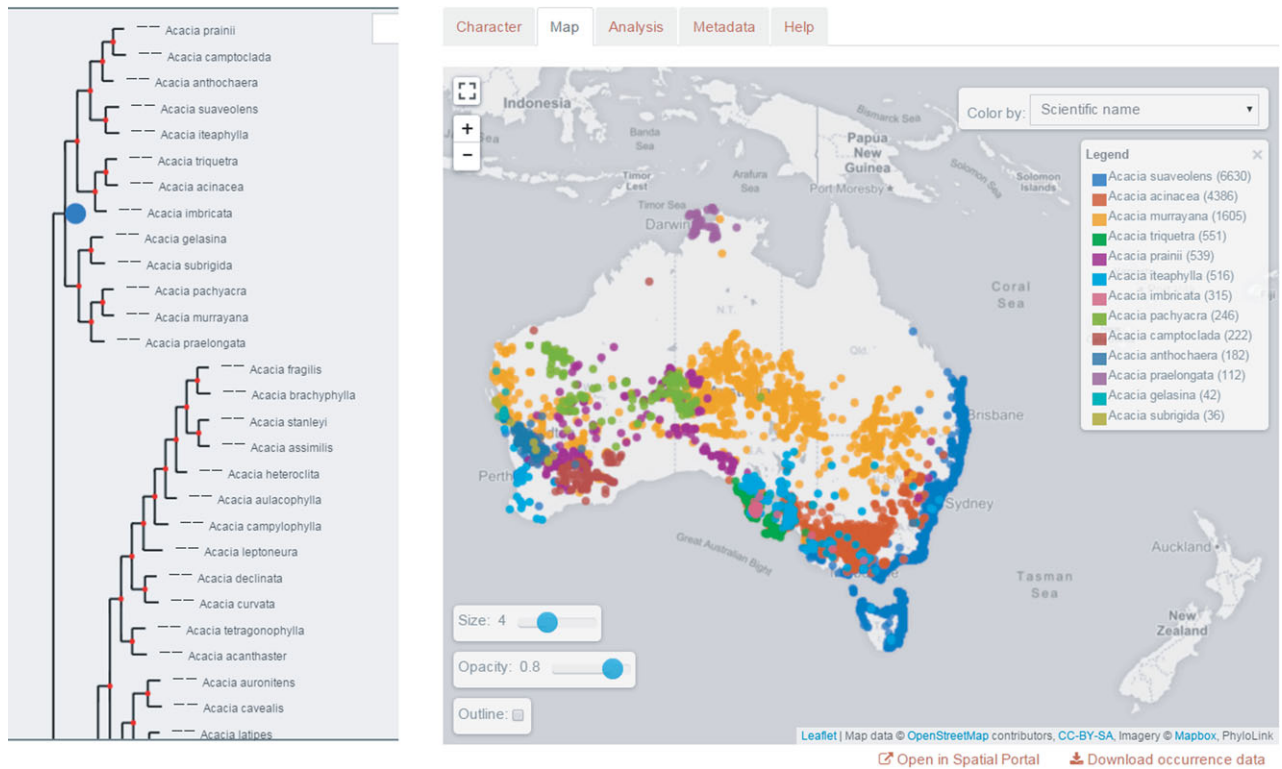 Acacia prainii
Acacia camptoclada
Acacia anthochaera
Acacia suaveolens
Acacia iteaphylla
Acacia triquetra
Acacia acinacea
Acacia imbricata
Acacia gelasina
Acacia subrigida
Acacia pachyacra
Acacia murrayana
Acacia praelongata
Acacia fragilis
Acacia brachyphylla
Acacia stanleyi
Acacia assimilis
Acacia heteroclita
Acacia aulacophylla
Acacia campylophylla
Acacia leptoneura
Acacia declinata
Acacia curvata
Acacia tetragonophylla
Acacia acanthaster
Acacia auronitens
Acacia cavealis
Acacia latipes
Character Map Analysis Metadata Help
+
−
Color by: Scientific name
Legend
Acacia suaveolens (6630)
Acacia acinacea (4386)
Acacia murrayana (1605)
Acacia triquetra (551)
Acacia prainii (539)
Acacia iteaphylla (516)
Acacia imbricata (315)
Acacia pachyacra (246)
Acacia camptoclada (222)
Acacia anthochaera (182)
Acacia praelongata (112)
Acacia gelasina (42)
Acacia subrigida (36)
Indonesia
Sea
Banda
Sea
Bismarck Sea
Papua
New
Guinea
Timor
Lest
Arafura
Sea
Port Moresby
Solomon Sea
Solomon
Islands
Timor Sea
Darwin
Coral
Sea
N.T.
Qld.
Brisbane
Perth
Sydney
Great Australian Bight
Auckland
Tasman
Sea
New
Zealand
Size: 4
Opacity: 0.8
Outline:
Leaflet | Map data © OpenStreetMap contributors, CC-BY-SA, Imagery © Mapbox, PhyloLink
Open in Spatial Portal Download occurrence data